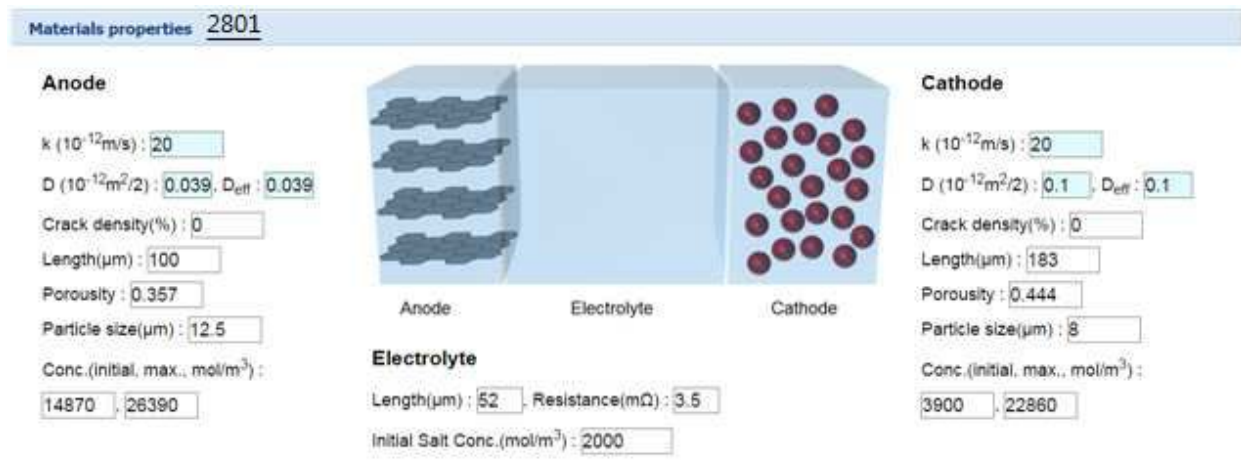 Materials properties 2801
Anode
k (10⁻¹²m/s) : 20
D (10⁻¹²m²/2) : 0.039, Deff : 0.039
Crack density(%) : 0
Length(μm) : 100
Porousity : 0.357
Particle size(μm) : 12.5
Conc.(initial, max., mol/m³) :
14870 , 26390
Anode Electrolyte Cathode
Electrolyte
Length(μm) : 52 , Resistance(mΩ) : 3.5
Initial Salt Conc.(mol/m³) : 2000
Cathode
k (10⁻¹²m/s) : 20
D (10⁻¹²m²/2) : 0.1 , Deff : 0.1
Crack density(%) : 0
Length(μm) : 183
Porousity : 0.444
Particle size(μm) : 8
Conc.(initial, max., mol/m³) :
3900 , 22860